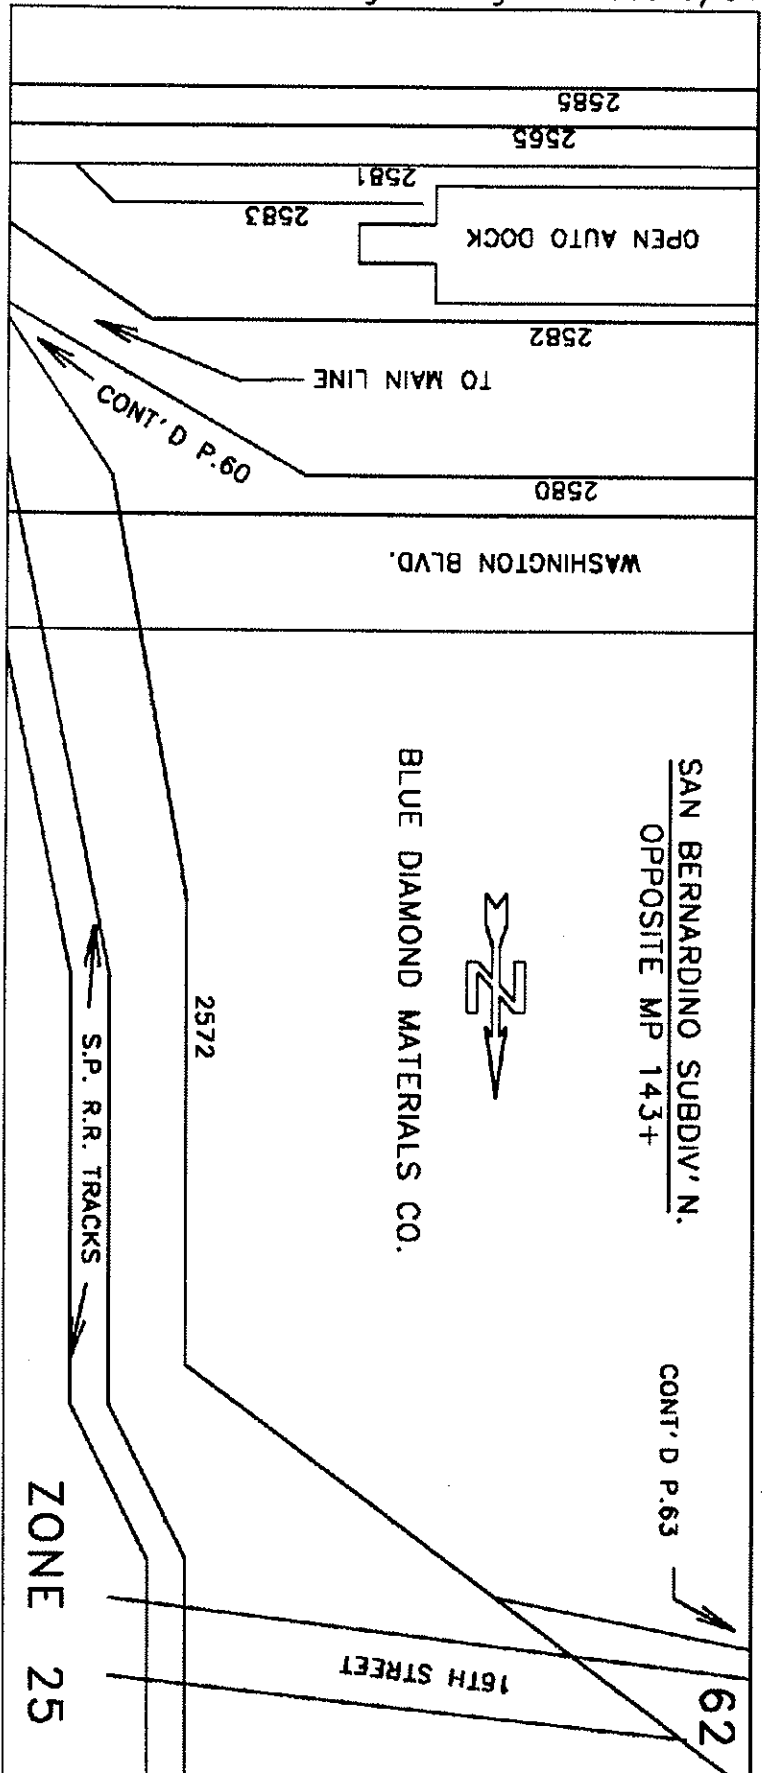 62
SAN BERNARDINO SUBDIV'N.
OPPOSITE MP 143+
CONT'D P.63
BLUE DIAMOND MATERIALS CO.
N
2572
S.P. R.R. TRACKS
ZONE 25
16TH STREET
WASHINGTON BLVD.
2580
CONT'D P.60
TO MAIN LINE
2582
OPEN AUTO DOCK
2583
2581
2565
2585